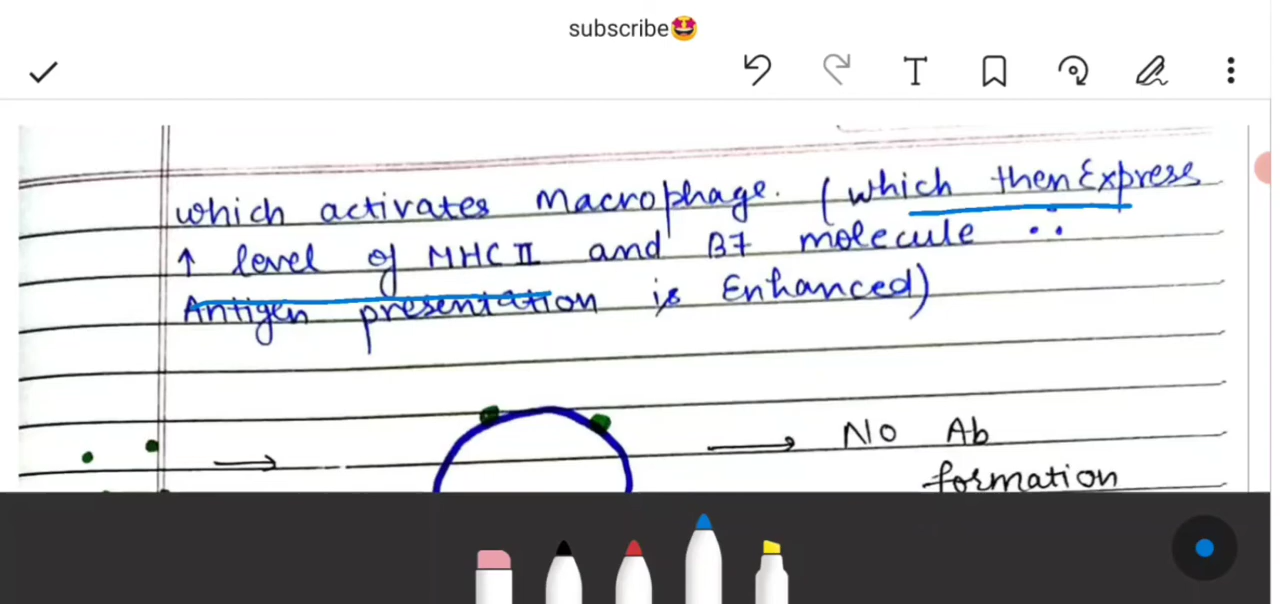 subscribe🤩
which activates Macrophage. (which then Express
↑ level of MHC II and B7 molecule ∵
Antigen presentation is Enhanced)
No Ab
formation